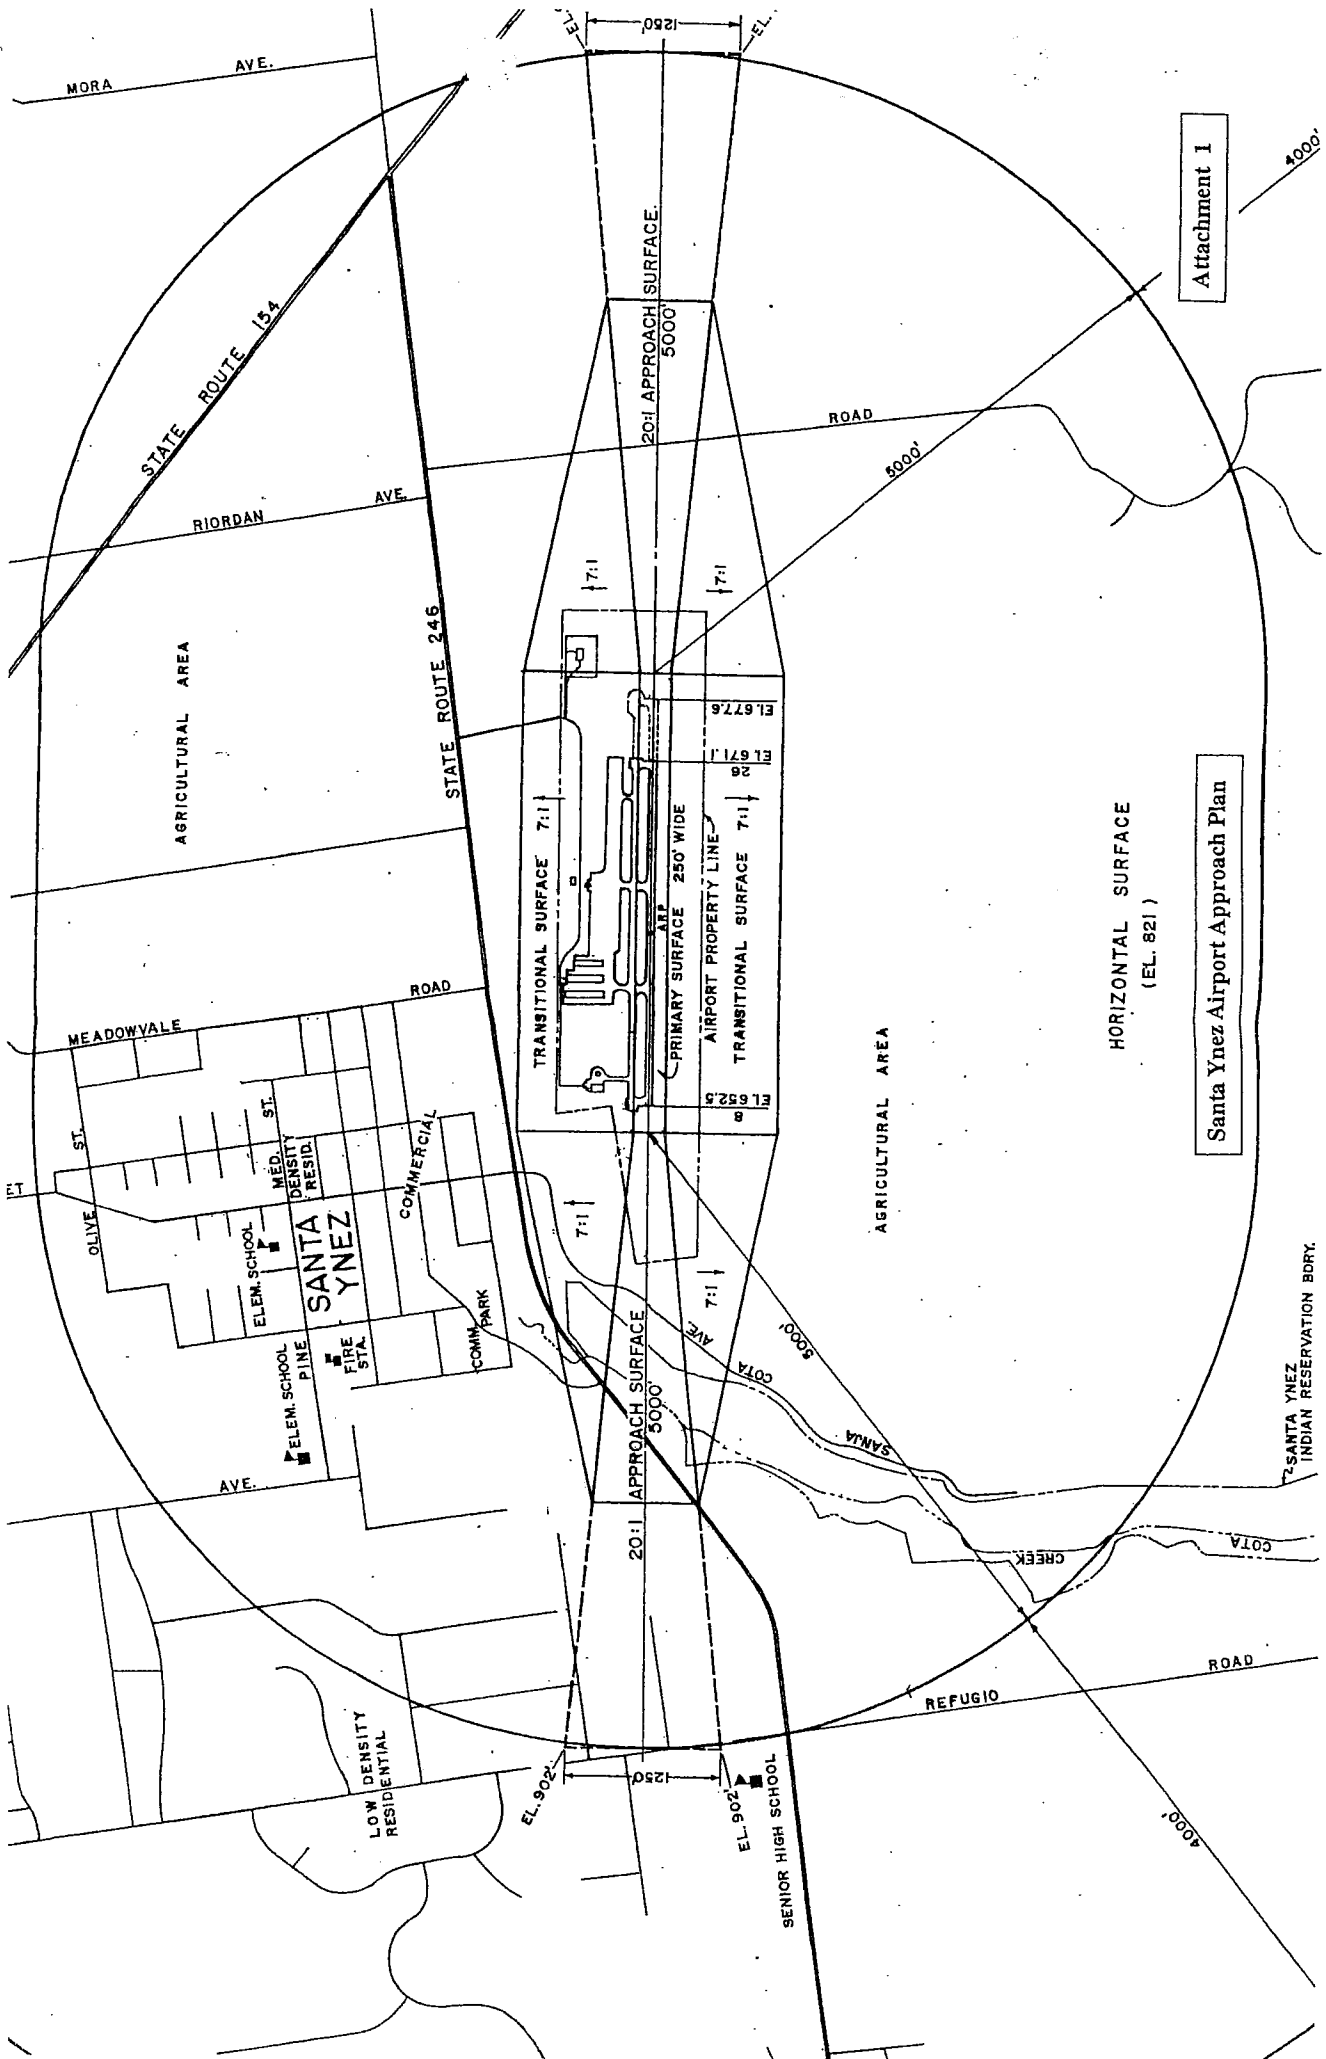 MORA AVE.
STATE ROUTE 154
RIORDAN AVE.
AGRICULTURAL AREA
STATE ROUTE 246
MEADOWVALE ROAD
OLIVE ST.
ST.
MED.
DENSITY
RESID.
COMMERCIAL
ELEM. SCHOOL
SANTA
YNEZ
ELEM. SCHOOL
PINE
FIRE
STA.
COMM.
PARK
AVE.
LOW DENSITY
RESIDENTIAL
1250'
20:1 APPROACH SURFACE.
5000'
ROAD
5000'
4000'
Attachment 1
7:1
7:1
EL 677.6
EL 671.1
26
TRANSITIONAL SURFACE 7:1
ARP
PRIMARY SURFACE 250' WIDE
AIRPORT PROPERTY LINE
TRANSITIONAL SURFACE 7:1
EL 652.5
8
7:1
7:1
HORIZONTAL SURFACE
(EL. 821)
Santa Ynez Airport Approach Plan
AGRICULTURAL AREA
20:1 APPROACH SURFACE
5000'
COTA AVE.
SANJA
COTA
CREEK
5000'
SANTA YNEZ
INDIAN RESERVATION BDRY.
REFUGIO ROAD
EL. 902'
1250'
EL. 902'
SENIOR HIGH SCHOOL
4000'